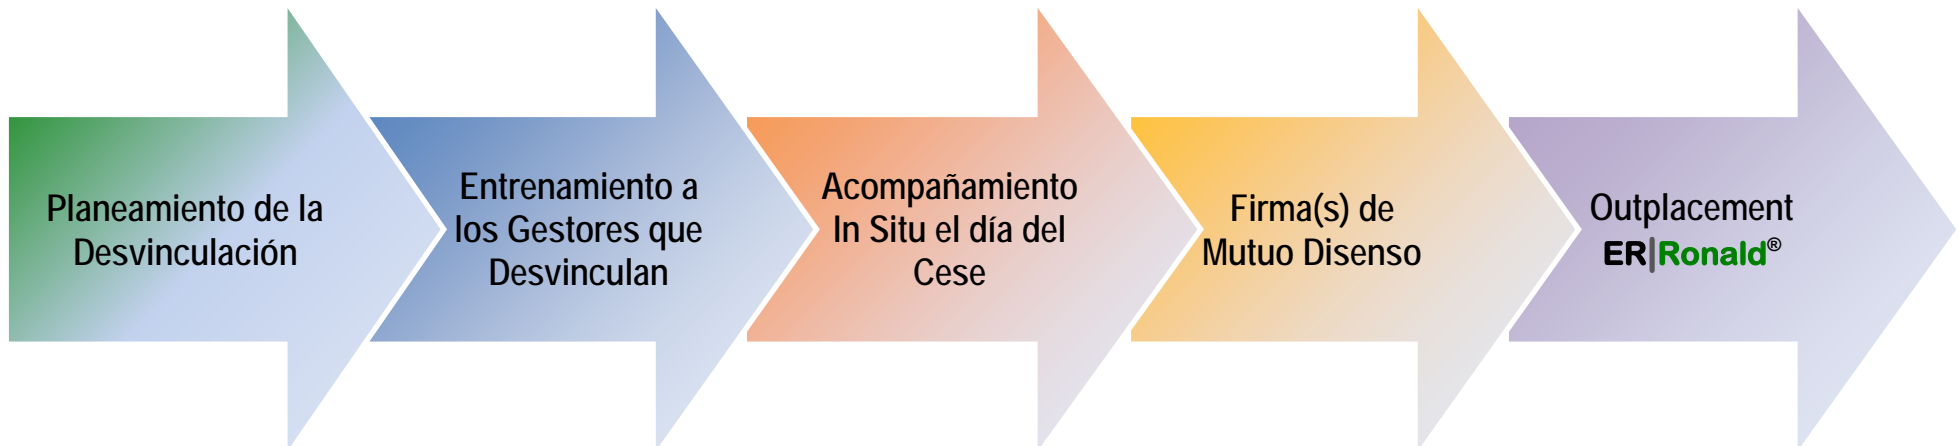 Planeamiento de la
Desvinculación
Entrenamiento a
los Gestores que
Desvinculan
Acompañamiento
In Situ el día del
Cese
Firma(s) de
Mutuo Disenso
Outplacement
ER|Ronald®